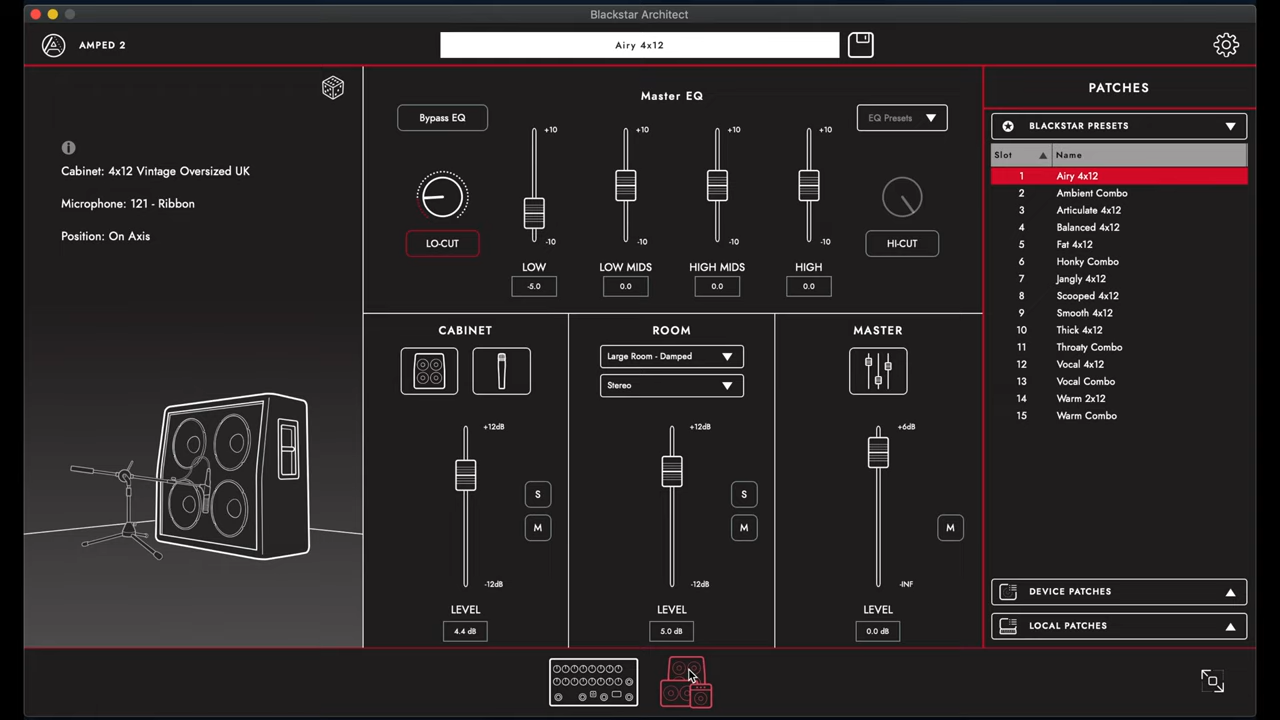 Blackstar Architect
AMPED 2
Airy 4x12
Cabinet: 4x12 Vintage Oversized UK
Microphone: 121 - Ribbon
Position: On Axis
Master EQ
Bypass EQ
EQ Presets
LO-CUT
HI-CUT
+10
+10
+10
+10
-10
-10
-10
-10
LOW
LOW MIDS
HIGH MIDS
HIGH
-5.0
0.0
0.0
0.0
CABINET
+12dB
S
M
-12dB
LEVEL
4.4 dB
ROOM
Large Room - Damped
Stereo
+12dB
S
M
-12dB
LEVEL
5.0 dB
MASTER
+6dB
M
-INF
LEVEL
0.0 dB
PATCHES
BLACKSTAR PRESETS
Slot Name
1 Airy 4x12
2 Ambient Combo
3 Articulate 4x12
4 Balanced 4x12
5 Fat 4x12
6 Honky Combo
7 Jangly 4x12
8 Scooped 4x12
9 Smooth 4x12
10 Thick 4x12
11 Throaty Combo
12 Vocal 4x12
13 Vocal Combo
14 Warm 2x12
15 Warm Combo
DEVICE PATCHES
LOCAL PATCHES